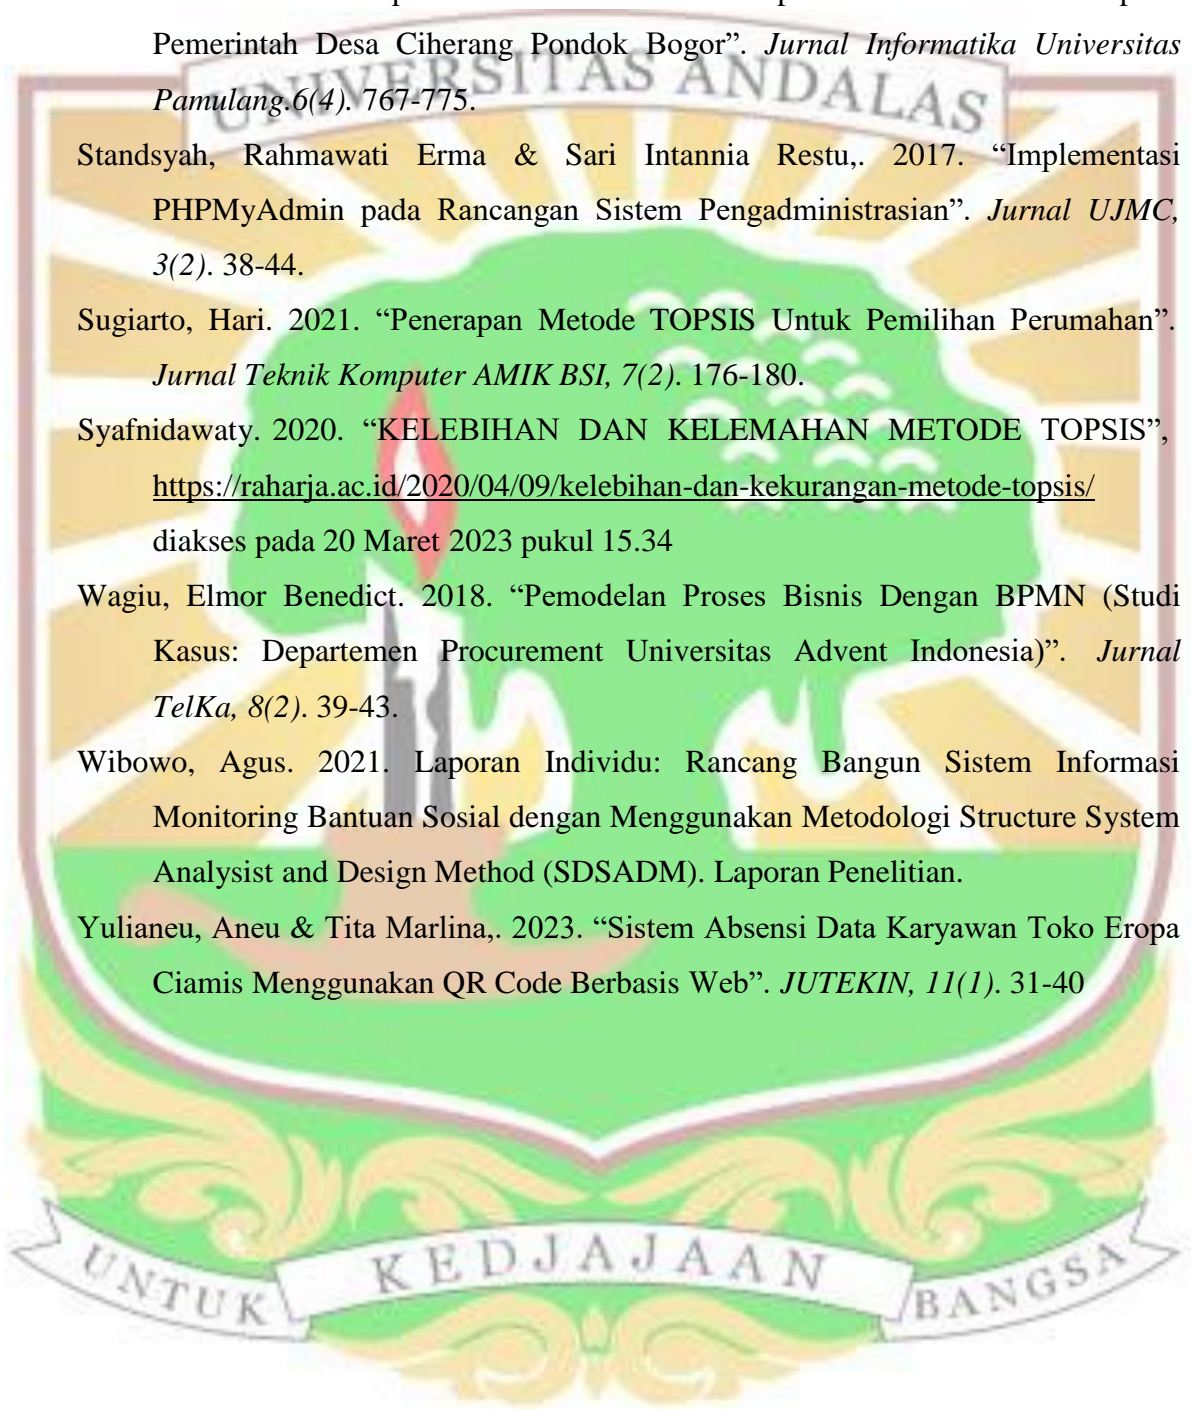 Pemerintah Desa Ciherang Pondok Bogor”. Jurnal Informatika Universitas
UNIVERSITAS ANDALAS
Pamulang.6(4). 767-775.
Standsyah, Rahmawati Erma & Sari Intannia Restu,. 2017. “Implementasi
PHPMyAdmin pada Rancangan Sistem Pengadministrasian”. Jurnal UJMC,
3(2). 38-44.
Sugiarto, Hari. 2021. “Penerapan Metode TOPSIS Untuk Pemilihan Perumahan”.
Jurnal Teknik Komputer AMIK BSI, 7(2). 176-180.
Syafnidawaty. 2020. “KELEBIHAN DAN KELEMAHAN METODE TOPSIS”,
https://raharja.ac.id/2020/04/09/kelebihan-dan-kekurangan-metode-topsis/
diakses pada 20 Maret 2023 pukul 15.34
Wagiu, Elmor Benedict. 2018. “Pemodelan Proses Bisnis Dengan BPMN (Studi
Kasus: Departemen Procurement Universitas Advent Indonesia)”. Jurnal
TelKa, 8(2). 39-43.
Wibowo, Agus. 2021. Laporan Individu: Rancang Bangun Sistem Informasi
Monitoring Bantuan Sosial dengan Menggunakan Metodologi Structure System
Analysist and Design Method (SDSADM). Laporan Penelitian.
Yulianeu, Aneu & Tita Marlina,. 2023. “Sistem Absensi Data Karyawan Toko Eropa
Ciamis Menggunakan QR Code Berbasis Web”. JUTEKIN, 11(1). 31-40
UNTUK KEDJAJAAN BANGSA